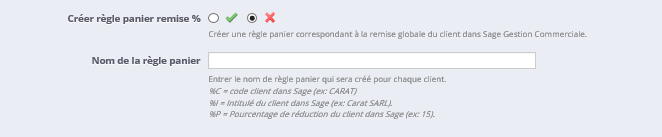 Créer règle panier remise %
Créer une règle panier correspondant à la remise globale du client dans Sage Gestion Commerciale.
Nom de la règle panier
Entrer le nom de règle panier qui sera créé pour chaque client.
%C = code client dans Sage (ex: CARAT)
%I = Intitulé du client dans Sage (ex: Carat SARL).
%P = Pourcentage de réduction du client dans Sage (ex: 15).